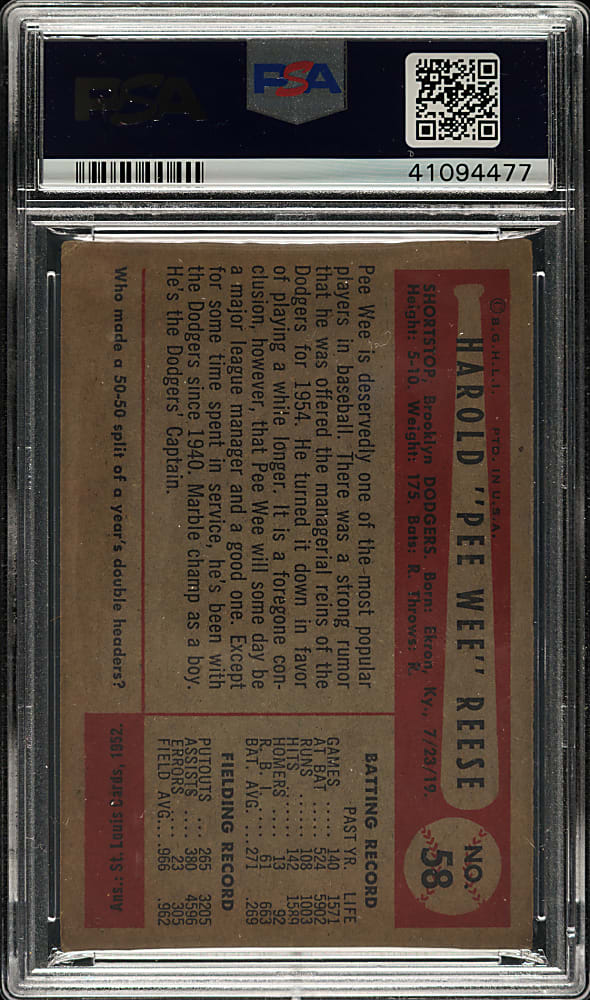 PSA
PSA
41094477
© B.G.H.L.I. PTD. IN U.S.A.
HAROLD "PEE WEE" REESE
NO. 58
SHORTSTOP, Brooklyn DODGERS. Born: Ekron, Ky., 7/23/19.
Height: 5-10. Weight: 175. Bats: R. Throws: R.
Pee Wee is deservedly one of the most popular
players in baseball. There was a strong rumor
that he was offered the managerial reins of the
Dodgers for 1954. He turned it down in favor
of playing a while longer. It is a foregone con-
clusion, however, that Pee Wee will some day be
a major league manager and a good one. Except
for some time spent in service, he's been with
the Dodgers since 1940. Marble champ as a boy.
He's the Dodgers' Captain.
BATTING RECORD
PAST YR. LIFE
GAMES ..... 140 1571
AT BAT .... 524 5902
RUNS ...... 108 1003
HITS ...... 142 1589
HOMERS .... 13 92
R. B. I. .... 61 663
BAT. AVG. .. .271 .269
FIELDING RECORD
PUTOUTS ... 265 3205
ASSISTS .... 380 4596
ERRORS .... 23 305
FIELD AVG. .. .966 .962
Who made a 50-50 split of a year's double headers?
Ans.: St. Louis Cards, 1952.